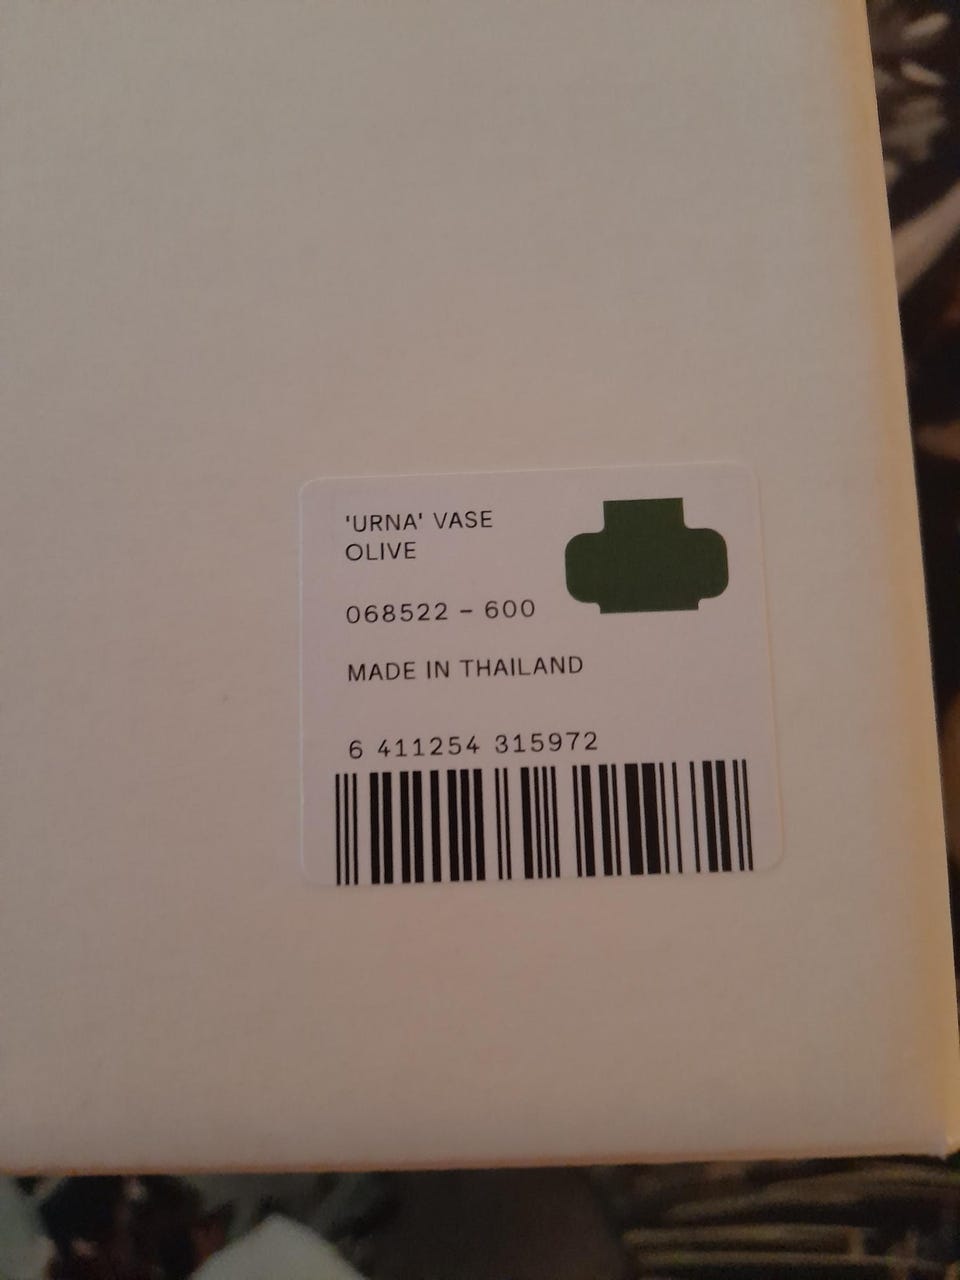 'URNA' VASE
OLIVE
068522 – 600
MADE IN THAILAND
6 411254 315972